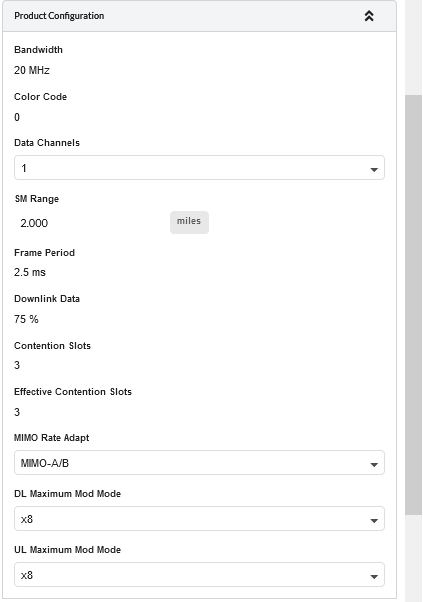 Product Configuration
Bandwidth
20 MHz
Color Code
0
Data Channels
1
SM Range
2.000 miles
Frame Period
2.5 ms
Downlink Data
75 %
Contention Slots
3
Effective Contention Slots
3
MIMO Rate Adapt
MIMO-A/B
DL Maximum Mod Mode
x8
UL Maximum Mod Mode
x8